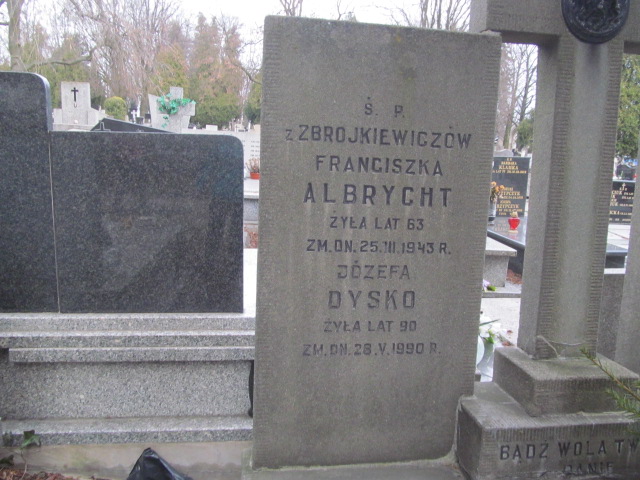 Ś. P.
z ZBROJKIEWICZÓW
FRANCISZKA
ALBRYCHT
ŻYŁA LAT 63
ZM. DN. 25.III.1943 R.
JÓZEFA
DYSKO
ŻYŁA LAT 90
ZM. DN. 28.V.1990 R.
BĄDŹ WOLA TW
PANIE